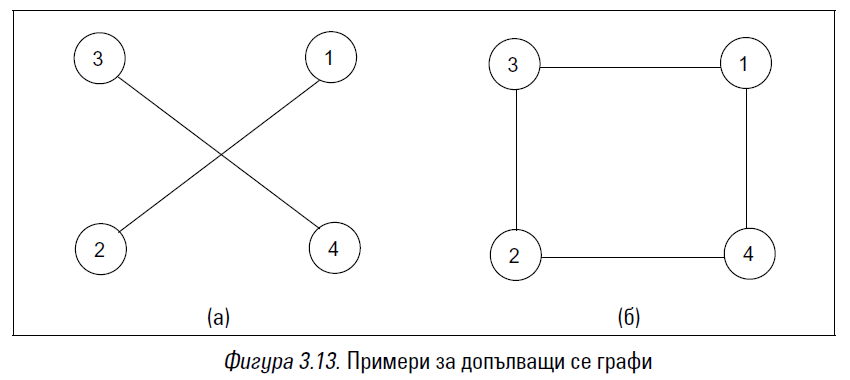 3 1 3 1
2 4 2 4
(а) (б)
Фигура 3.13. Примери за допълващи се графи